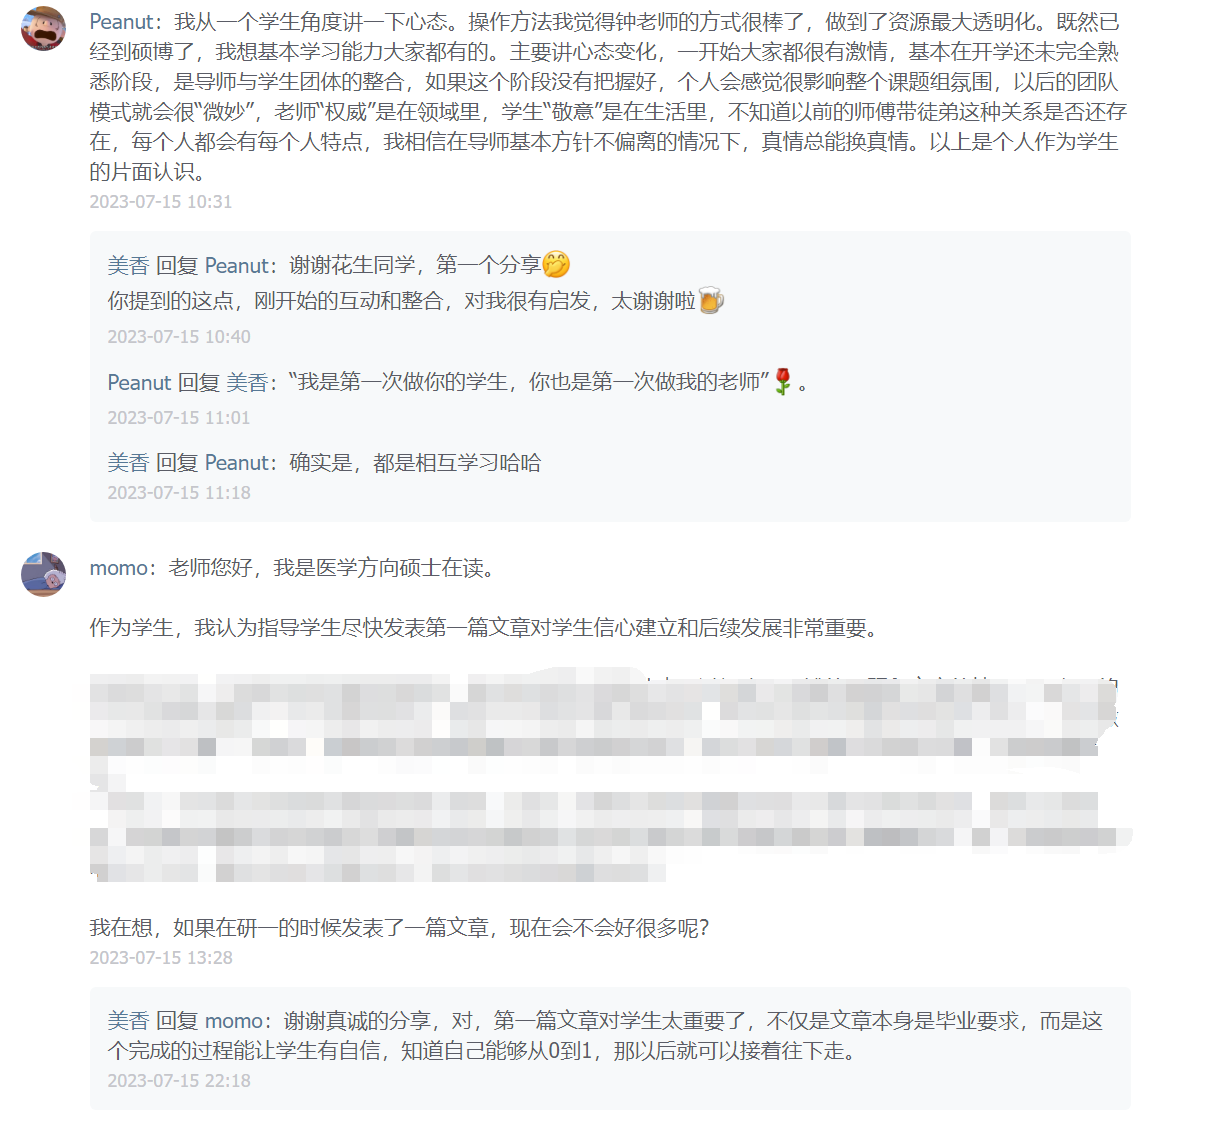 Peanut：我从一个学生角度讲一下心态。操作方法我觉得钟老师的方式很棒了，做到了资源最大透明化。既然已
经到硕博了，我想基本学习能力大家都有的。主要讲心态变化，一开始大家都很有激情，基本在开学还未完全熟
悉阶段，是导师与学生团体的整合，如果这个阶段没有把握好，个人会感觉很影响整个课题组氛围，以后的团队
模式就会很“微妙”，老师“权威”是在领域里，学生“敬意”是在生活里，不知道以前的师傅带徒弟这种关系是否还存
在，每个人都会有每个人特点，我相信在导师基本方针不偏离的情况下，真情总能换真情。以上是个人作为学生
的片面认识。
2023-07-15 10:31
美香 回复 Peanut：谢谢花生同学，第一个分享🤭
你提到的这点，刚开始的互动和整合，对我很有启发，太谢谢啦🍺
2023-07-15 10:40
Peanut 回复 美香：“我是第一次做你的学生，你也是第一次做我的老师”🌹。
2023-07-15 11:01
美香 回复 Peanut：确实是，都是相互学习哈哈
2023-07-15 11:18
momo：老师您好，我是医学方向硕士在读。
作为学生，我认为指导学生尽快发表第一篇文章对学生信心建立和后续发展非常重要。
我在想，如果在研一的时候发表了一篇文章，现在会不会好很多呢？
2023-07-15 13:28
美香 回复 momo：谢谢真诚的分享，对，第一篇文章对学生太重要了，不仅是文章本身是毕业要求，而是这
个完成的过程能让学生有自信，知道自己能够从0到1，那以后就可以接着往下走。
2023-07-15 22:18